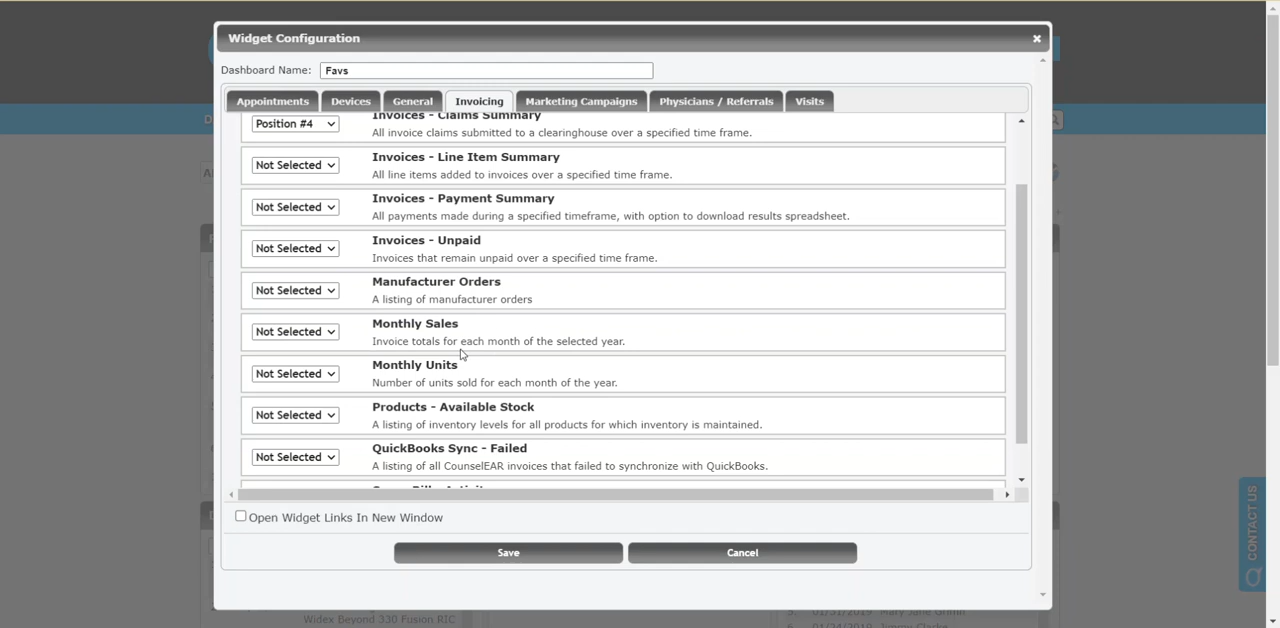 Widget Configuration
Dashboard Name: Favs
Appointments Devices General Invoicing Marketing Campaigns Physicians / Referrals Visits
Position #4 Invoices - Claims Summary
All invoice claims submitted to a clearinghouse over a specified time frame.
Not Selected Invoices - Line Item Summary
All line items added to invoices over a specified time frame.
Not Selected Invoices - Payment Summary
All payments made during a specified timeframe, with option to download results spreadsheet.
Not Selected Invoices - Unpaid
Invoices that remain unpaid over a specified time frame.
Not Selected Manufacturer Orders
A listing of manufacturer orders
Not Selected Monthly Sales
Invoice totals for each month of the selected year.
Not Selected Monthly Units
Number of units sold for each month of the year.
Not Selected Products - Available Stock
A listing of inventory levels for all products for which inventory is maintained.
Not Selected QuickBooks Sync - Failed
A listing of all CounselEAR invoices that failed to synchronize with QuickBooks.
Open Widget Links In New Window
Save Cancel
CONTACT US
Widex Beyond 330 Fusion RIC